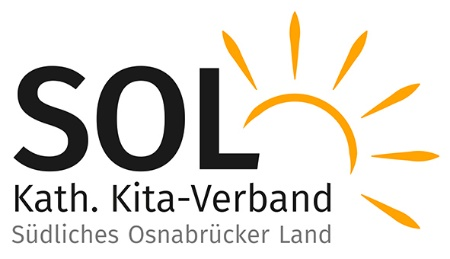 SOL
Kath. Kita-Verband
Südliches Osnabrücker Land